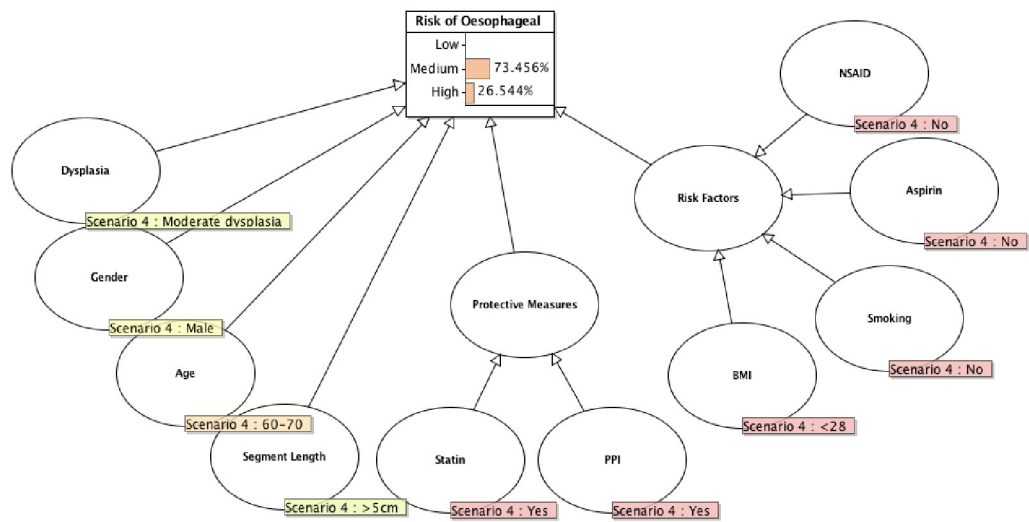 Risk of Oesophageal
Low
Medium 73.456%
High 26.544%
NSAID
Scenario 4 : No
Dysplasia
Scenario 4 : Moderate dysplasia
Risk Factors
Aspirin
Scenario 4 : No
Gender
Scenario 4 : Male
Protective Measures
Smoking
Scenario 4 : No
Age
Scenario 4 : 60-70
BMI
Scenario 4 : <28
Segment Length
Scenario 4 : >5cm
Statin
Scenario 4 : Yes
PPI
Scenario 4 : Yes